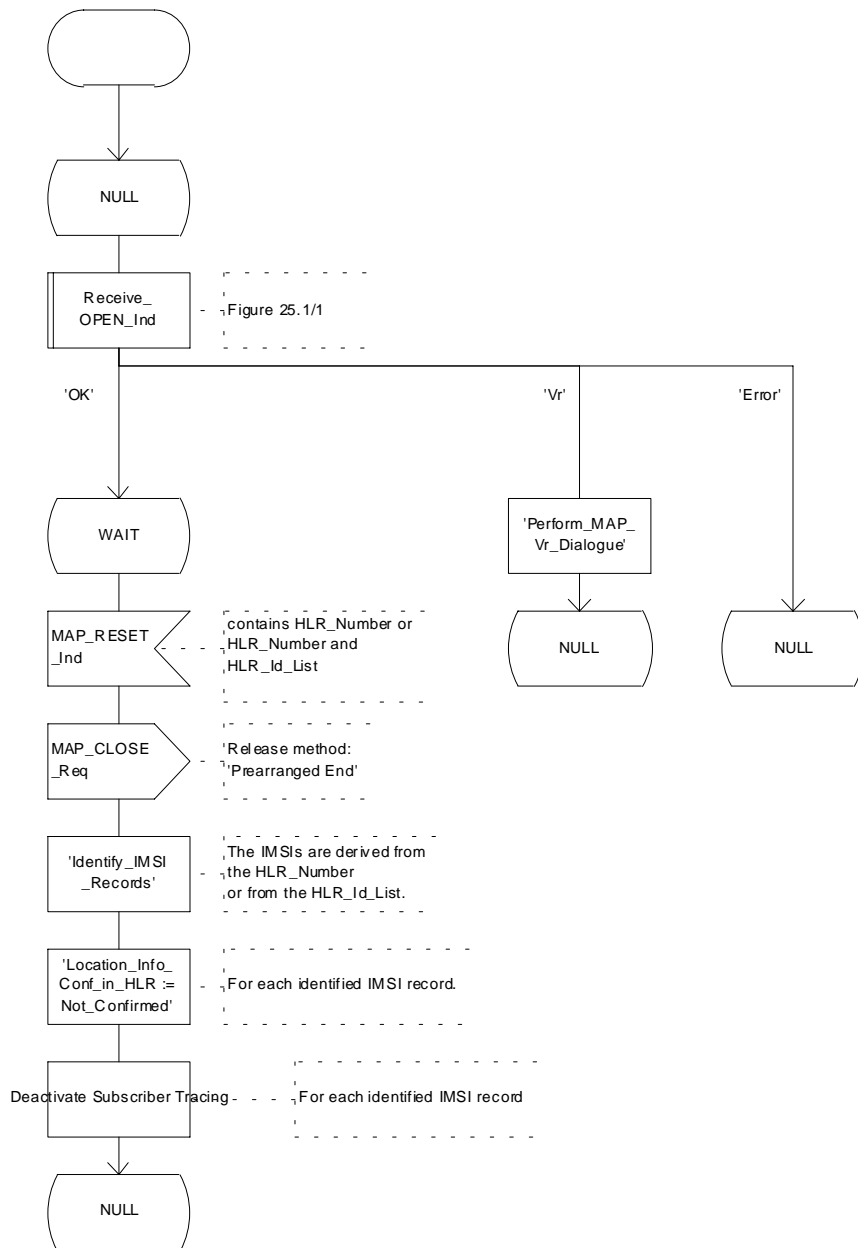 NULL
Receive_
OPEN_Ind
Figure 25.1/1
'OK'
'Vr'
'Error'
WAIT
'Perform_MAP_
Vr_Dialogue'
MAP_RESET
_Ind
contains HLR_Number or
HLR_Number and
HLR_Id_List
NULL
NULL
MAP_CLOSE
_Req
Release method:
'Prearranged End'
'Identify_IMSI
_Records'
The IMSIs are derived from
the HLR_Number
or from the HLR_Id_List.
'Location_Info_
Conf_in_HLR :=
Not_Confirmed'
For each identified IMSI record.
Deactivate Subscriber Tracing
For each identified IMSI record
NULL